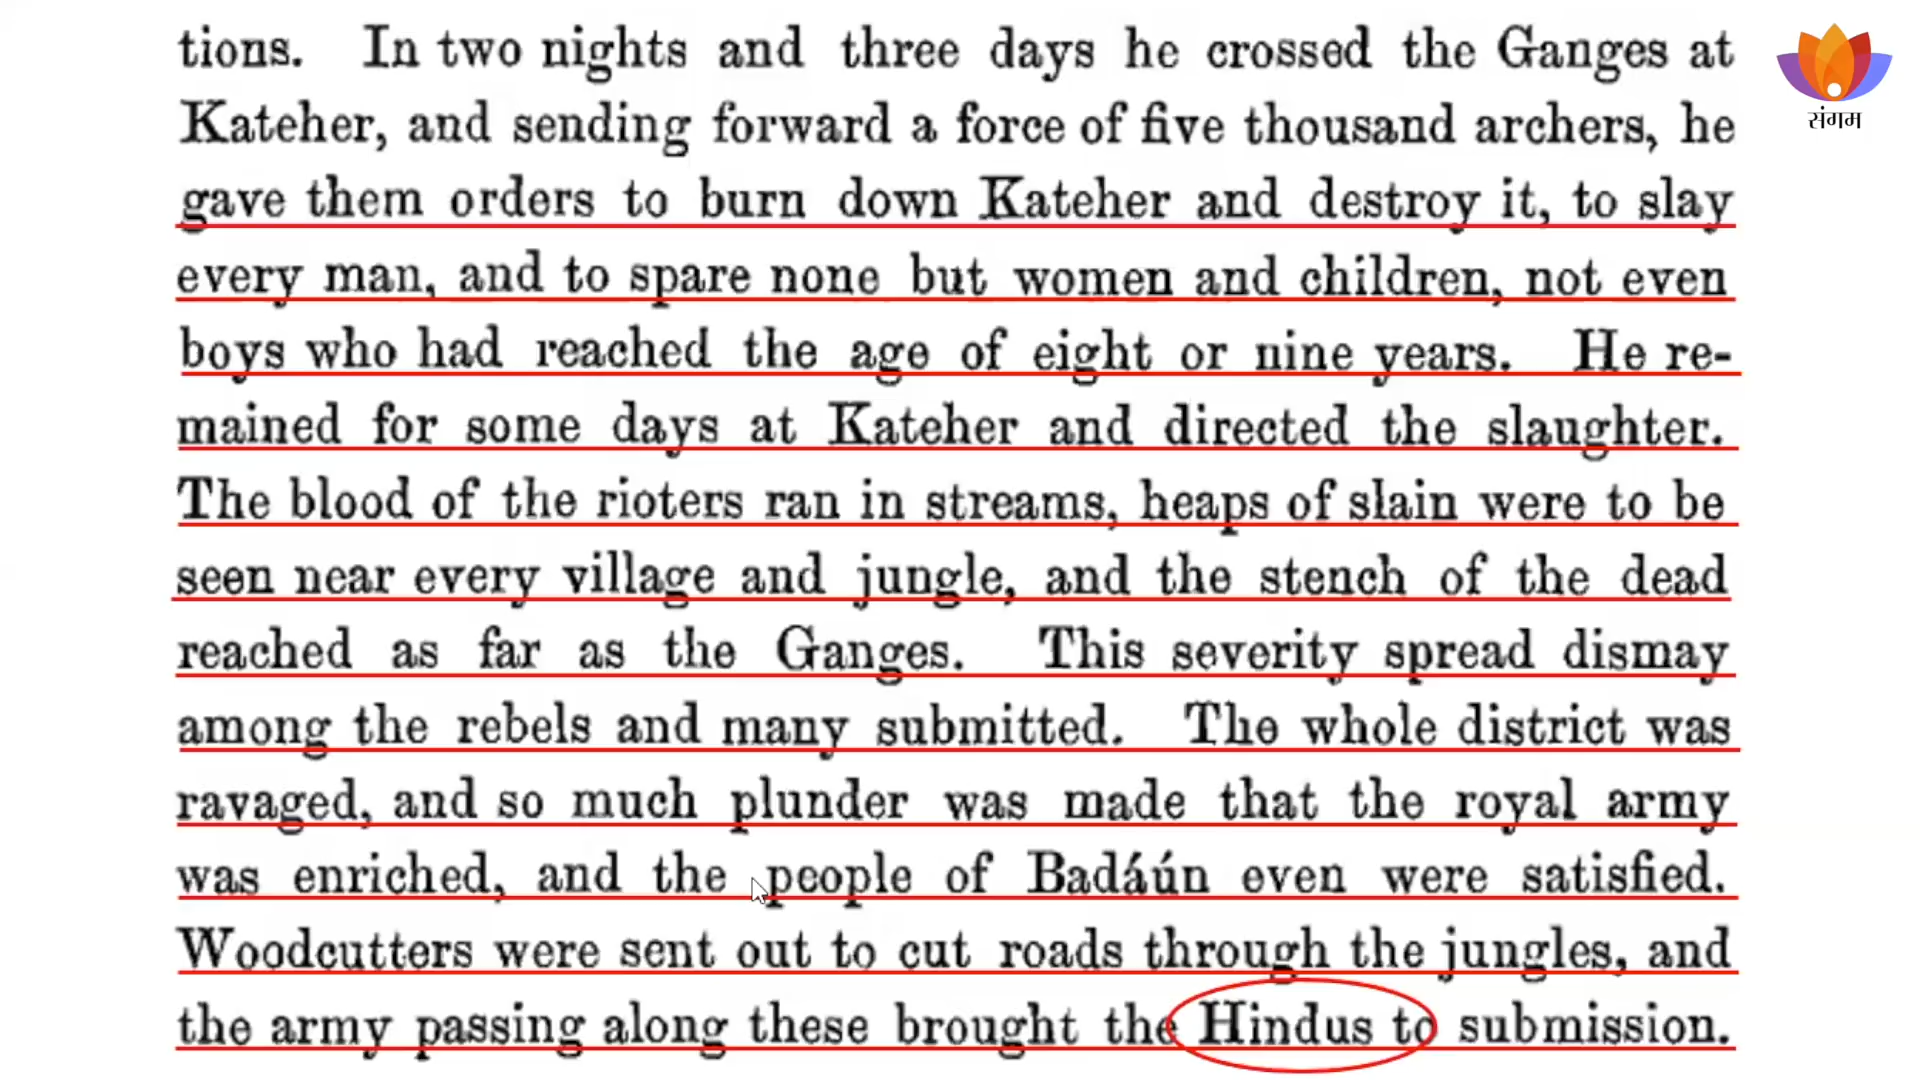 tions. In two nights and three days he crossed the Ganges at
Kateher, and sending forward a force of five thousand archers, he
gave them orders to burn down Kateher and destroy it, to slay
every man, and to spare none but women and children, not even
boys who had reached the age of eight or nine years. He re-
mained for some days at Kateher and directed the slaughter.
The blood of the rioters ran in streams, heaps of slain were to be
seen near every village and jungle, and the stench of the dead
reached as far as the Ganges. This severity spread dismay
among the rebels and many submitted. The whole district was
ravaged, and so much plunder was made that the royal army
was enriched, and the people of Badáún even were satisfied.
Woodcutters were sent out to cut roads through the jungles, and
the army passing along these brought the Hindus to submission.
संगम